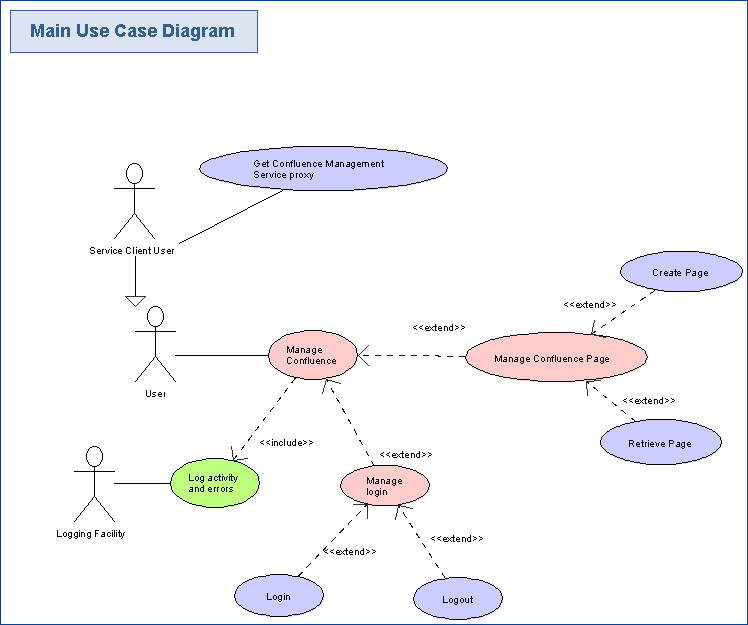 Main Use Case Diagram
Get Confluence Management
Service proxy
Service Client User
Create Page
<<extend>>
<<extend>>
Manage
Confluence
Manage Confluence Page
User
<<extend>>
<<include>>
Retrieve Page
<<extend>>
Log activity
and errors
Manage
login
Logging Facility
<<extend>>
<<extend>>
Login
Logout